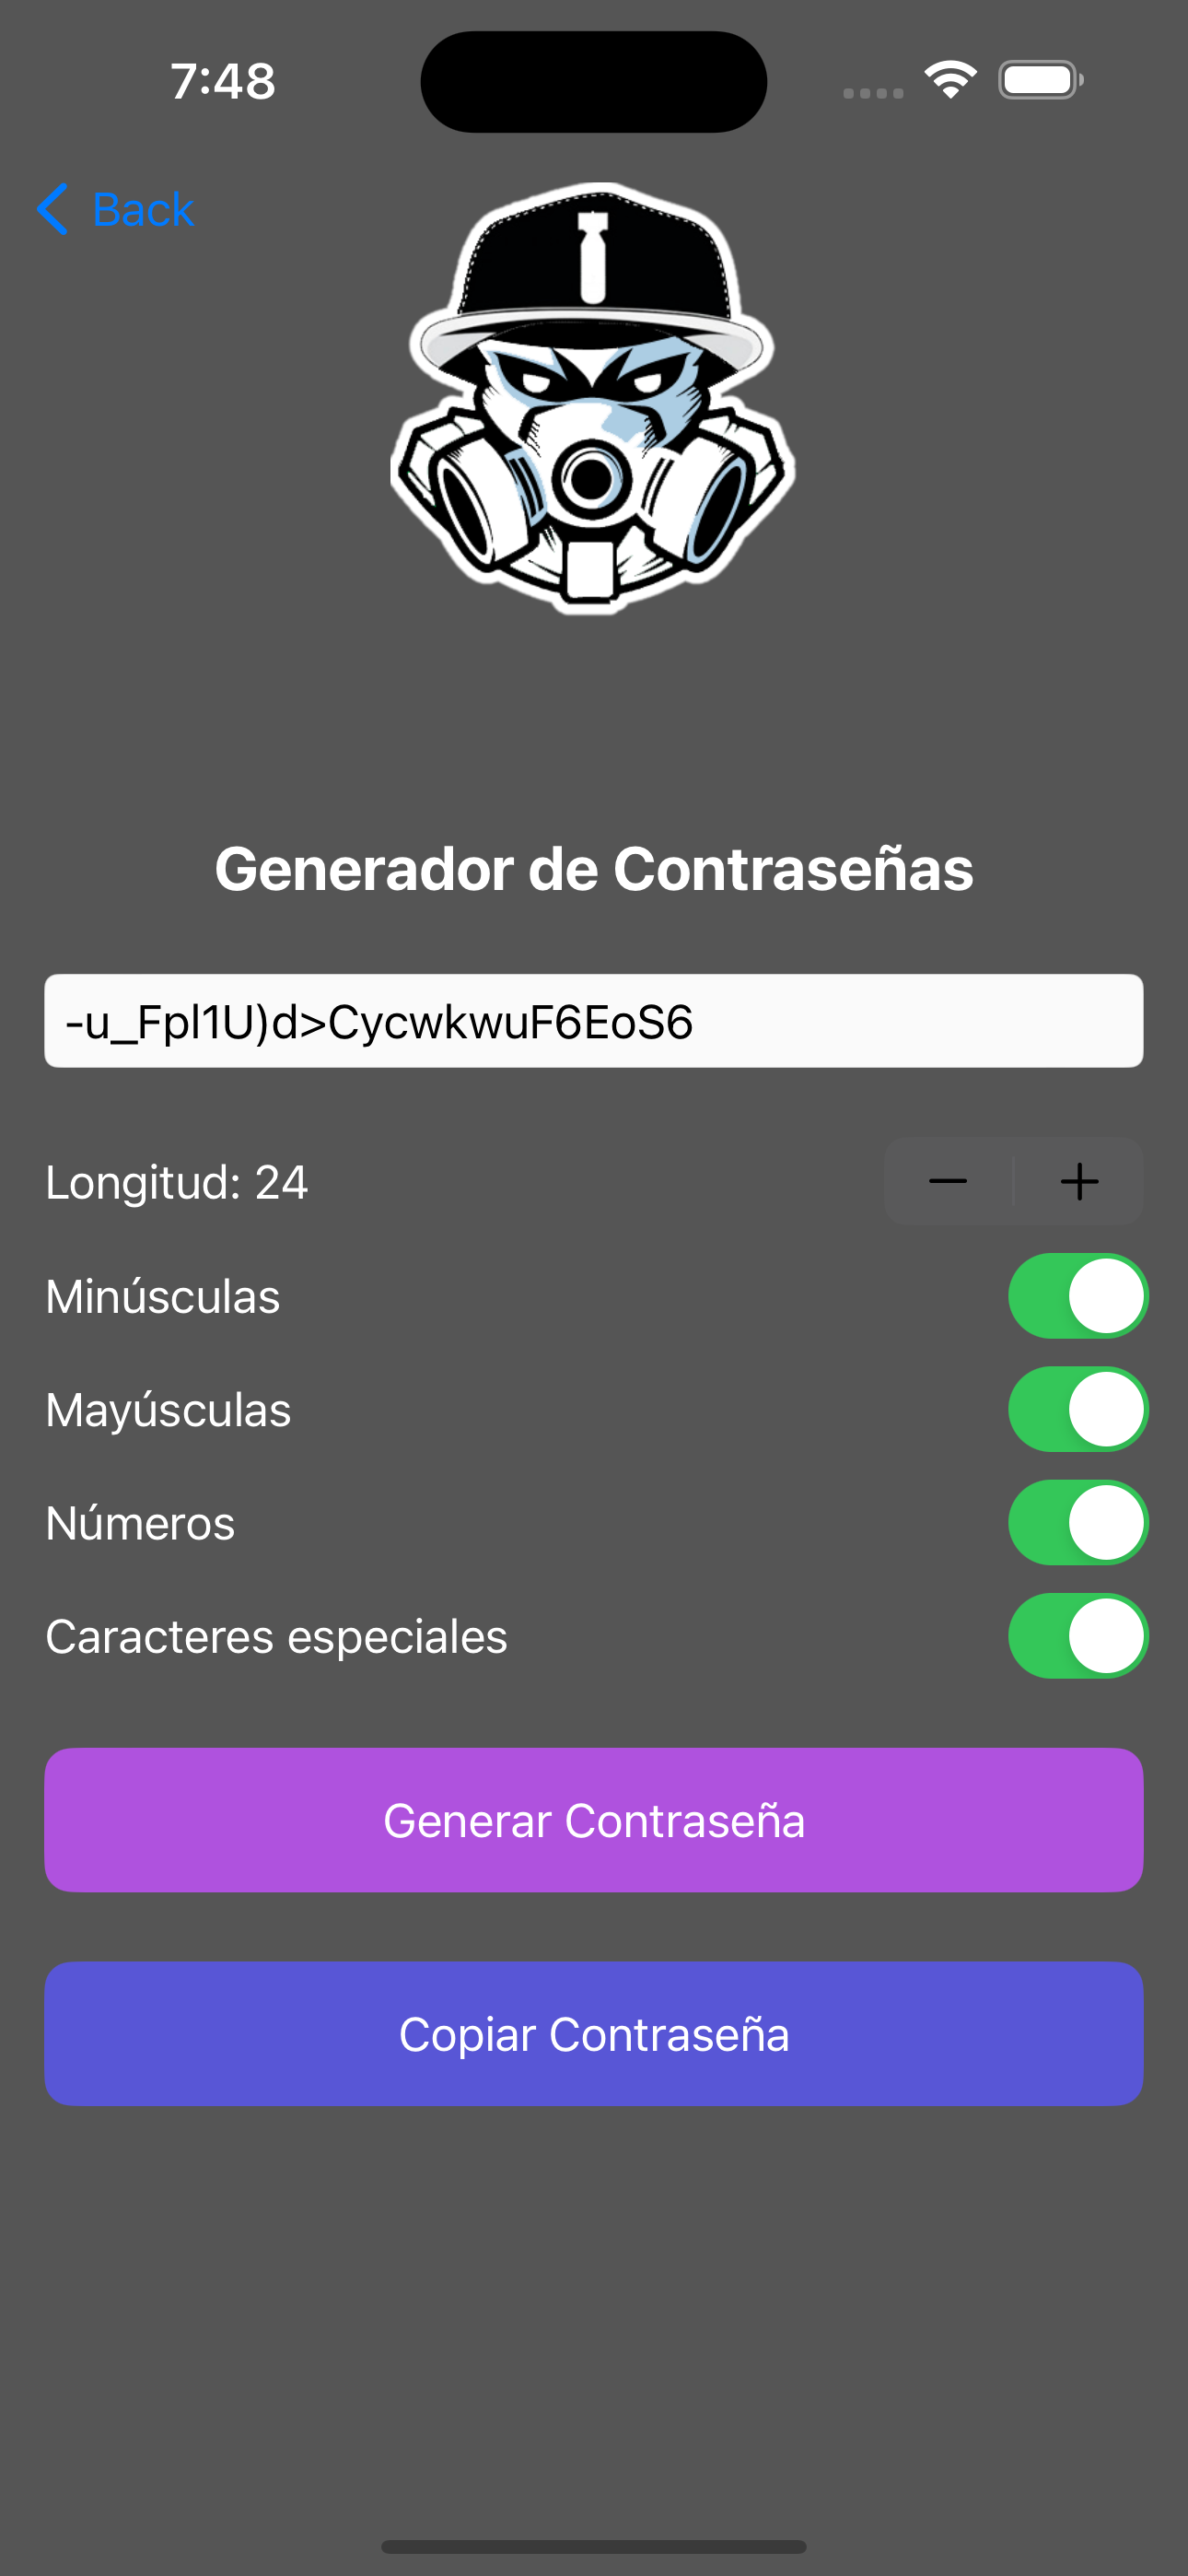 7:48
Back
Generador de Contraseñas
-u_Fpl1U)d>CycwkwuF6EoS6
Longitud: 24
Minúsculas
Mayúsculas
Números
Caracteres especiales
Generar Contraseña
Copiar Contraseña